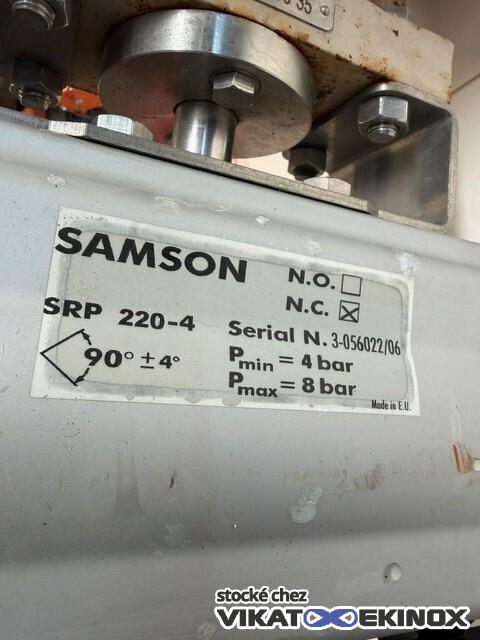 35
SAMSON
N.O.
N.C.
SRP 220-4
Serial N. 3-056022/06
90° ± 4°
Pmin = 4 bar
Pmax = 8 bar
Made in E.U.
stocké chez
VIKAT EKINOX